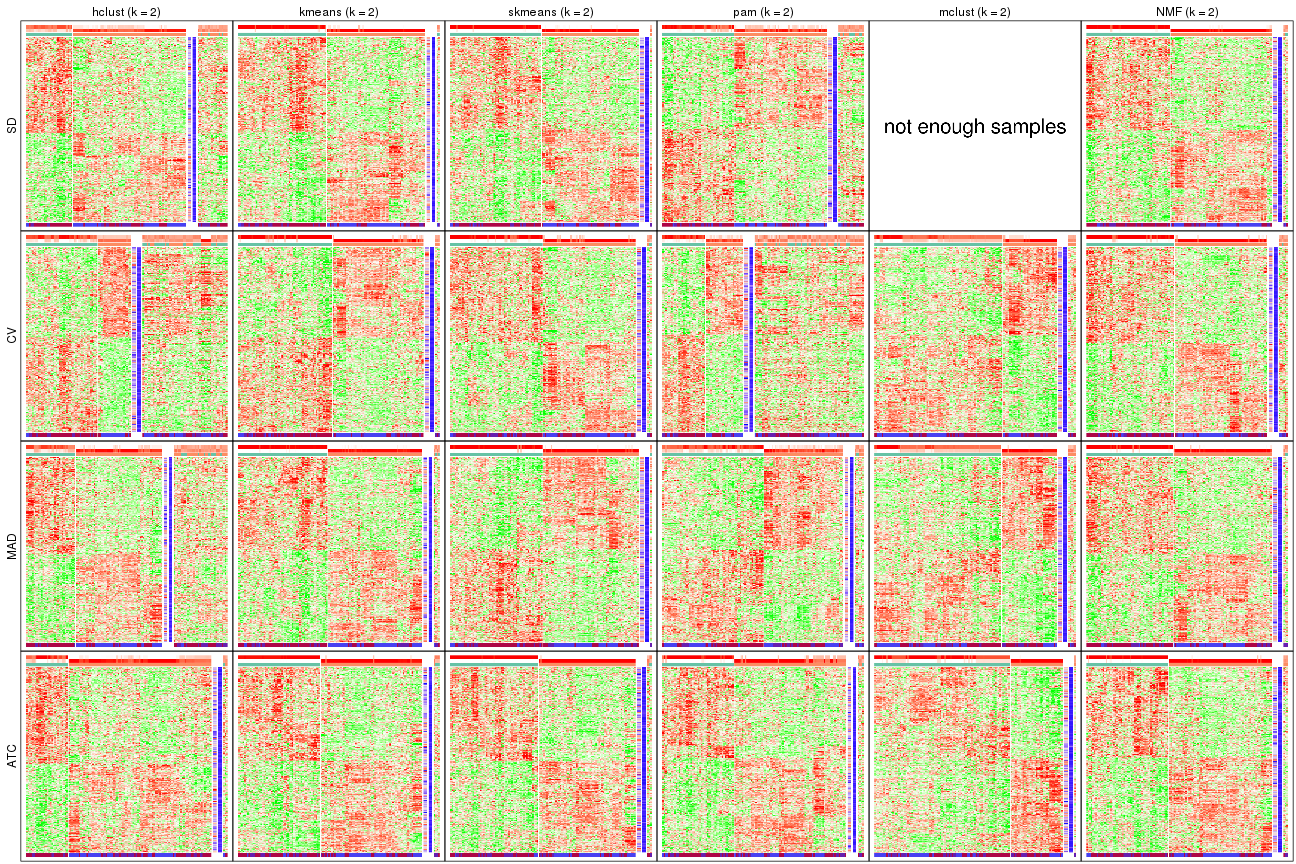 hclust (k = 2) kmeans (k = 2) skmeans (k = 2) pam (k = 2) mclust (k = 2) NMF (k = 2)
SD
not enough samples
CV
MAD
ATC